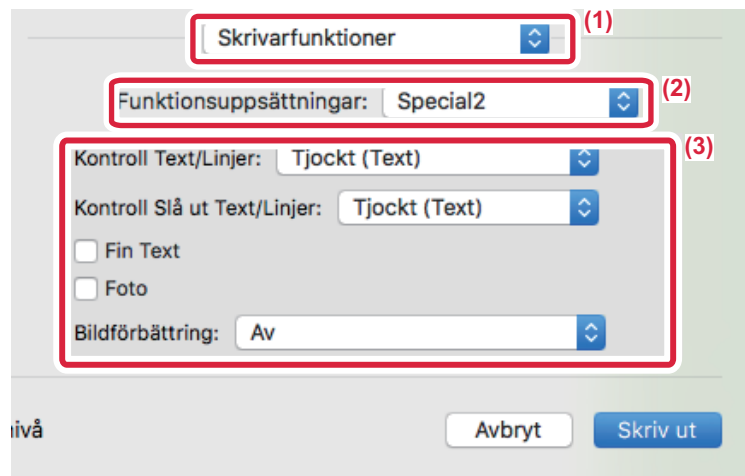 Skrivarfunktioner (1)
Funktionsuppsättningar: Special2 (2)
(3)
Kontroll Text/Linjer: Tjockt (Text)
Kontroll Slå ut Text/Linjer: Tjockt (Text)
Fin Text
Foto
Bildförbättring: Av
nivå Avbryt Skriv ut